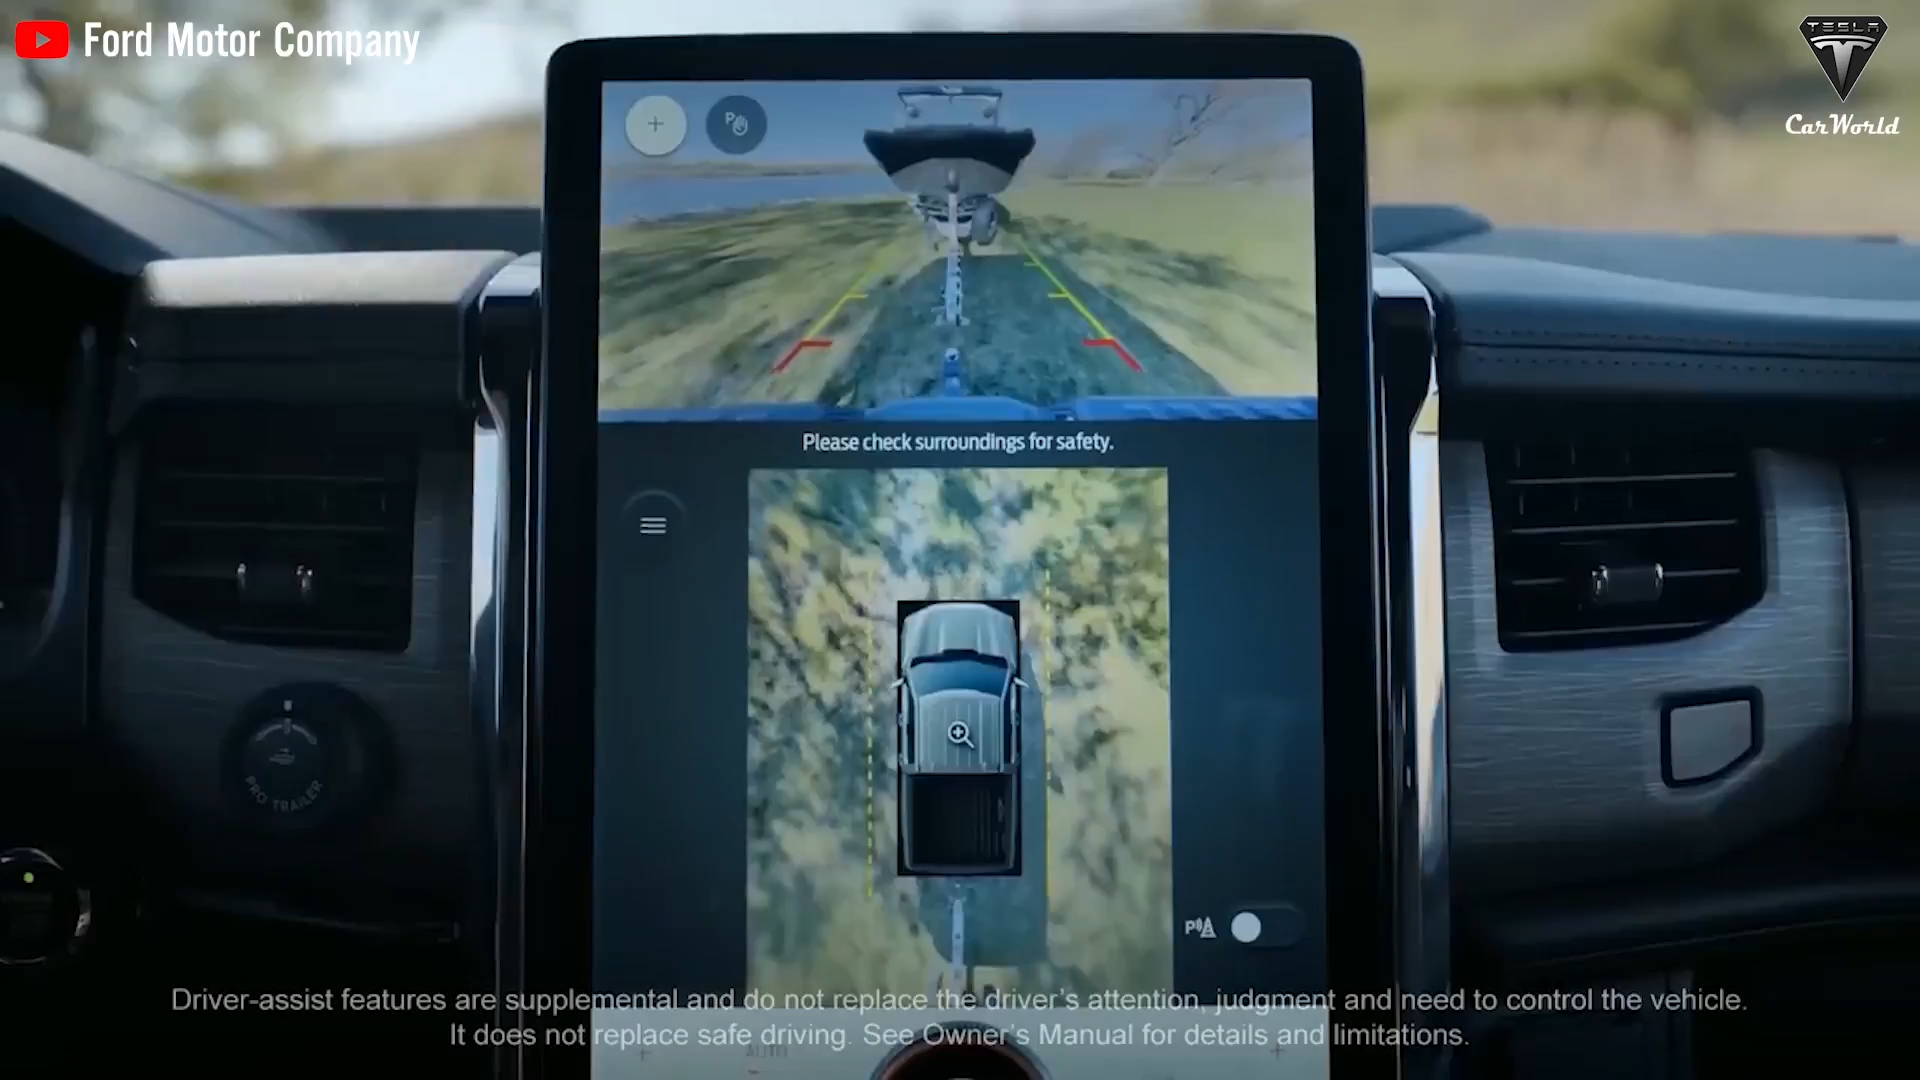 Ford Motor Company
TESLA
CarWorld
P
Please check surroundings for safety.
PRO TRAILER
P
Driver-assist features are supplemental and do not replace the driver's attention, judgment and need to control the vehicle.
It does not replace safe driving. See Owner's Manual for details and limitations.
AUTO